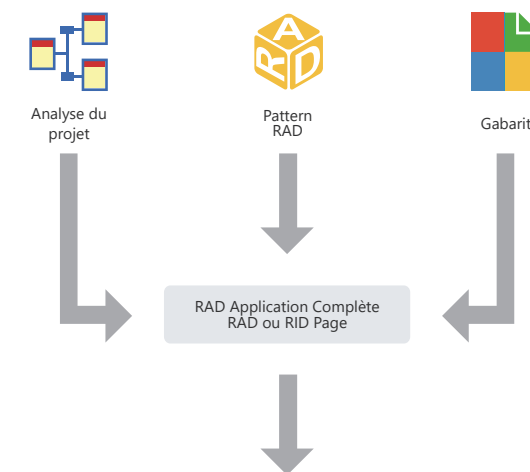 A
R
D
Analyse du
projet
Pattern
RAD
Gabarit
RAD Application Complète
RAD ou RID Page